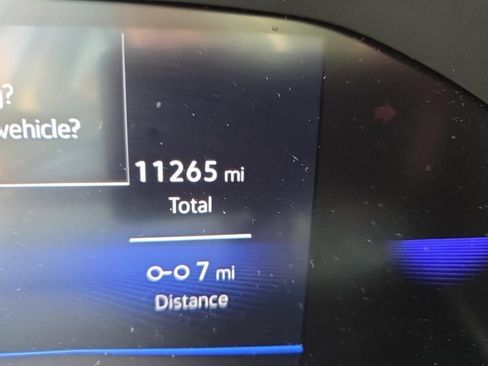 ?
vehicle?
11265 mi
Total
7 mi
Distance